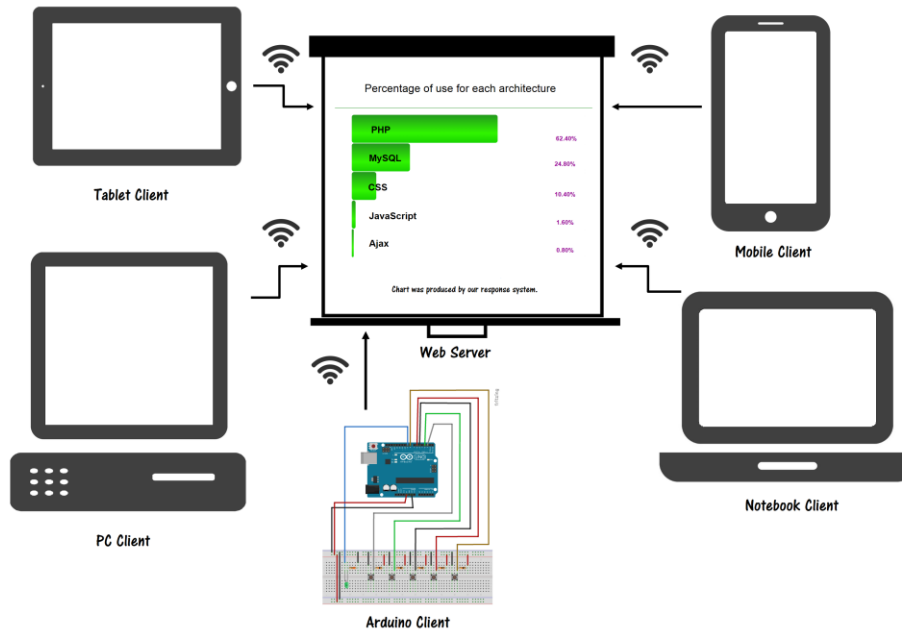 Percentage of use for each architecture
PHP
62.40%
MySQL
24.80%
CSS
10.40%
JavaScript
1.60%
Ajax
0.80%
Chart was produced by our response system.
Web Server
Tablet Client
Mobile Client
PC Client
Notebook Client
Arduino Client